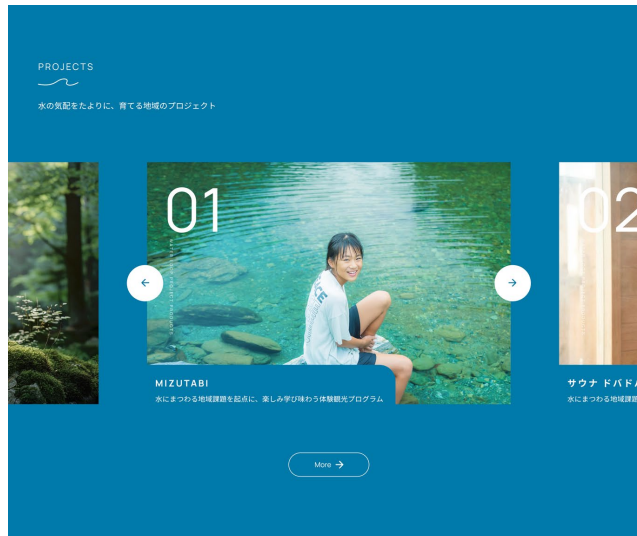 PROJECTS
水の気配をたよりに、育てる地域のプロジェクト
01
02
MIZUTABI
水にまつわる地域課題を起点に、楽しみ学び味わう体験観光プログラム
サウナ ドバド
水にまつわる地域課題
More